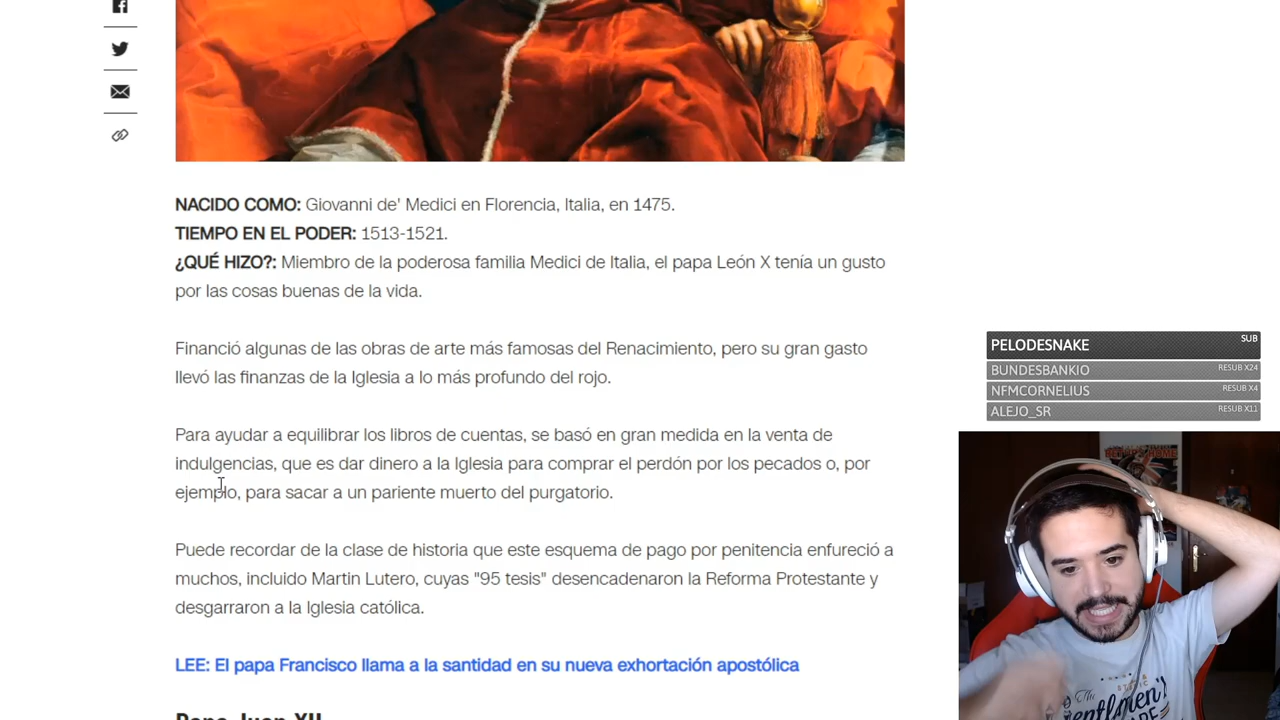 NACIDO COMO: Giovanni de' Medici en Florencia, Italia, en 1475.
TIEMPO EN EL PODER: 1513-1521.
¿QUÉ HIZO?: Miembro de la poderosa familia Medici de Italia, el papa León X tenía un gusto
por las cosas buenas de la vida.
Financió algunas de las obras de arte más famosas del Renacimiento, pero su gran gasto
llevó las finanzas de la Iglesia a lo más profundo del rojo.
Para ayudar a equilibrar los libros de cuentas, se basó en gran medida en la venta de
indulgencias, que es dar dinero a la Iglesia para comprar el perdón por los pecados o, por
ejemplo, para sacar a un pariente muerto del purgatorio.
Puede recordar de la clase de historia que este esquema de pago por penitencia enfureció a
muchos, incluido Martin Lutero, cuyas "95 tesis" desencadenaron la Reforma Protestante y
desgarraron a la Iglesia católica.
LEE: El papa Francisco llama a la santidad en su nueva exhortación apostólica
Papa Juan XII
PELODESNAKE SUB
BUNDESBANKIO RESUB X24
NFMCORNELIUS RESUB X4
ALEJO_SR RESUB X11